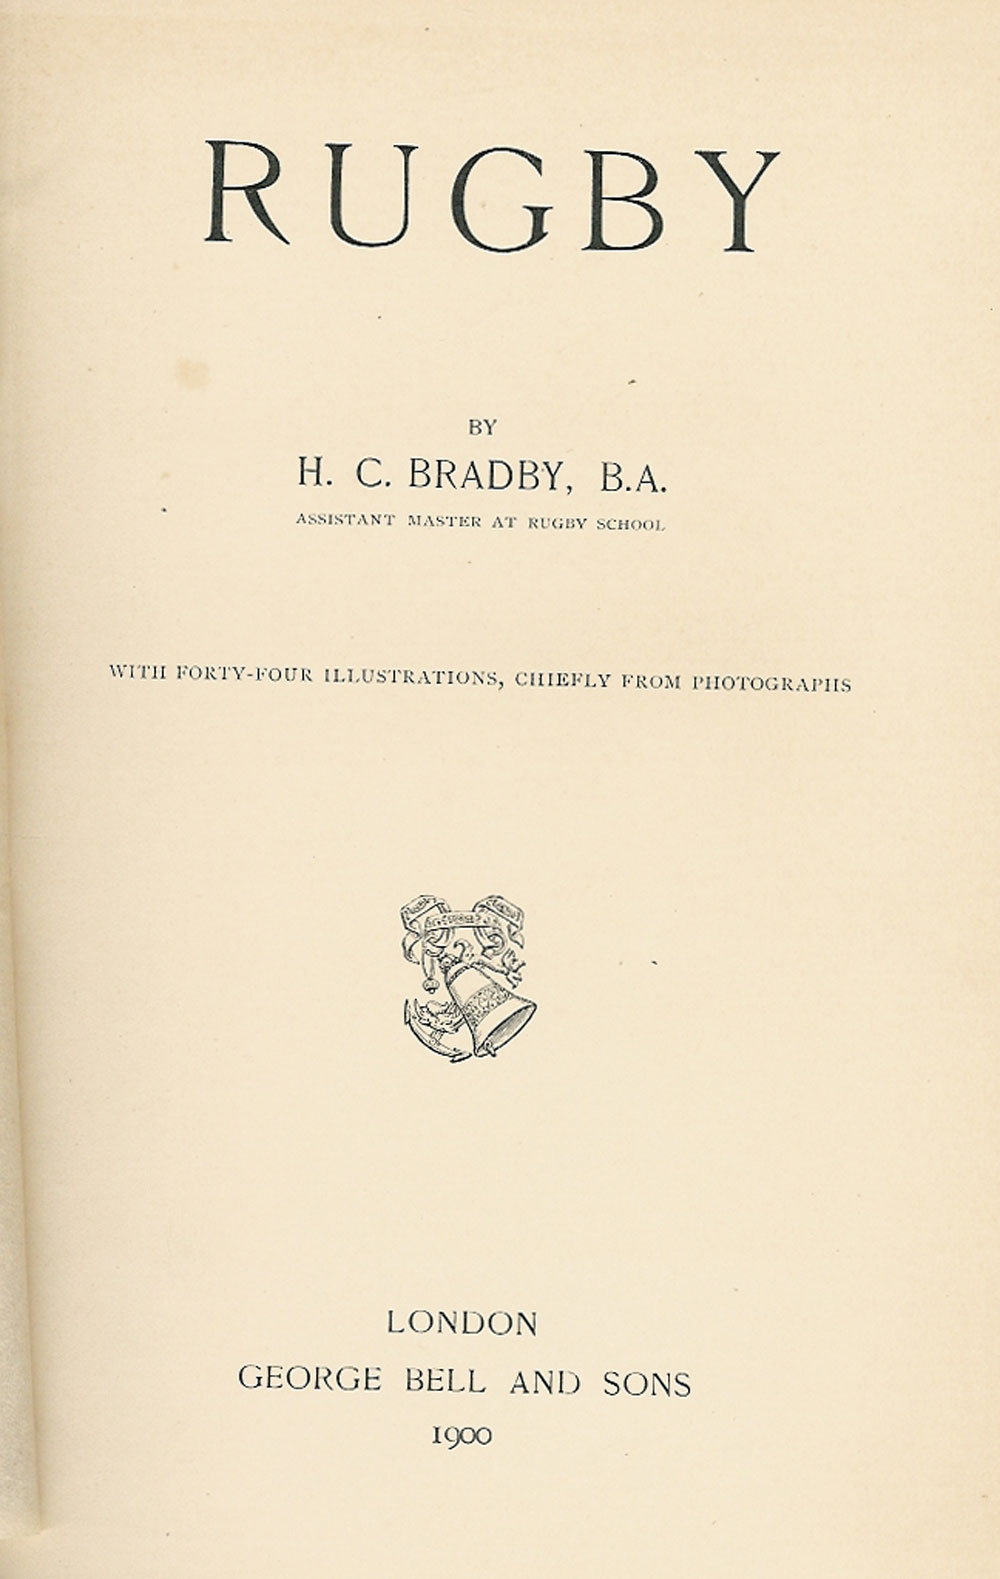 RUGBY
BY
H. C. BRADBY, B.A.
ASSISTANT MASTER AT RUGBY SCHOOL
WITH FORTY-FOUR ILLUSTRATIONS, CHIEFLY FROM PHOTOGRAPHS
LONDON
GEORGE BELL AND SONS
1900